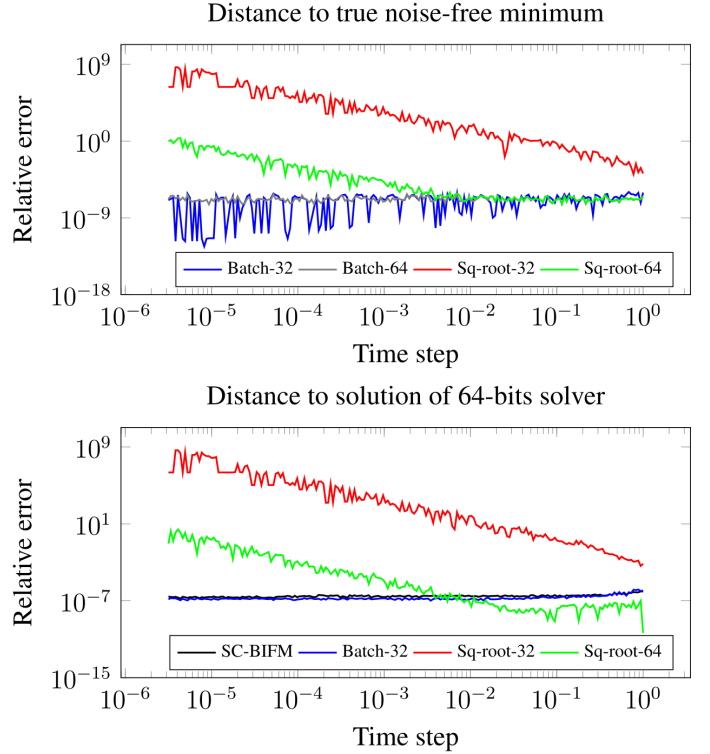 Distance to true noise-free minimum
10^9
10^0
10^−9
10^−18
Relative error
Batch-32 Batch-64 Sq-root-32 Sq-root-64
10^−6 10^−5 10^−4 10^−3 10^−2 10^−1 10^0
Time step
Distance to solution of 64-bits solver
10^9
10^1
10^−7
10^−15
Relative error
SC-BIFM Batch-32 Sq-root-32 Sq-root-64
10^−6 10^−5 10^−4 10^−3 10^−2 10^−1 10^0
Time step